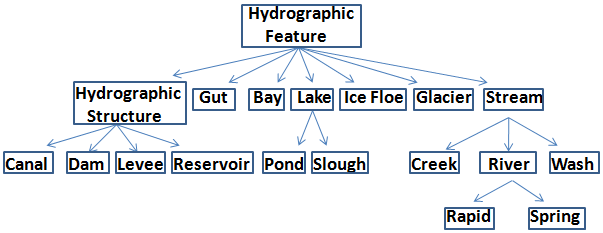 Hydrographic
Feature
Hydrographic
Structure
Gut
Bay
Lake
Ice Floe
Glacier
Stream
Canal
Dam
Levee
Reservoir
Pond
Slough
Creek
River
Wash
Rapid
Spring